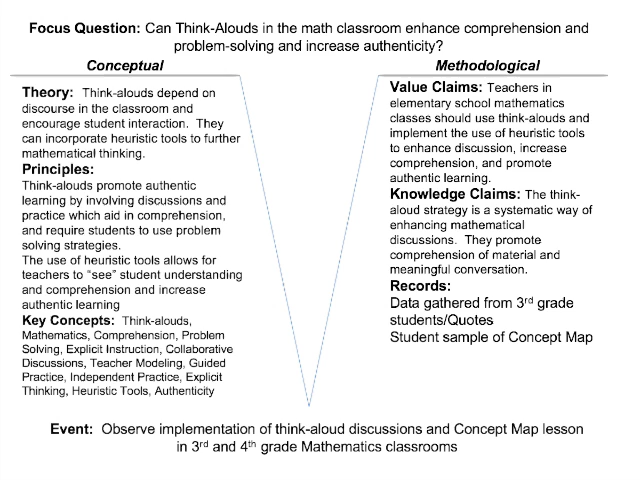 Focus Question: Can Think-Alouds in the math classroom enhance comprehension and
problem-solving and increase authenticity?
Conceptual
Theory: Think-alouds depend on
discourse in the classroom and
encourage student interaction. They
can incorporate heuristic tools to further
mathematical thinking.
Principles:
Think-alouds promote authentic
learning by involving discussions and
practice which aid in comprehension,
and require students to use problem
solving strategies.
The use of heuristic tools allows for
teachers to “see” student understanding
and comprehension and increase
authentic learning
Key Concepts: Think-alouds,
Mathematics, Comprehension, Problem
Solving, Explicit Instruction, Collaborative
Discussions, Teacher Modeling, Guided
Practice, Independent Practice, Explicit
Thinking, Heuristic Tools, Authenticity
Methodological
Value Claims: Teachers in
elementary school mathematics
classes should use think-alouds and
implement the use of heuristic tools
to enhance discussion, increase
comprehension, and promote
authentic learning.
Knowledge Claims: The think-
aloud strategy is a systematic way of
enhancing mathematical
discussions. They promote
comprehension of material and
meaningful conversation.
Records:
Data gathered from 3rd grade
students/Quotes
Student sample of Concept Map
Event: Observe implementation of think-aloud discussions and Concept Map lesson
in 3rd and 4th grade Mathematics classrooms